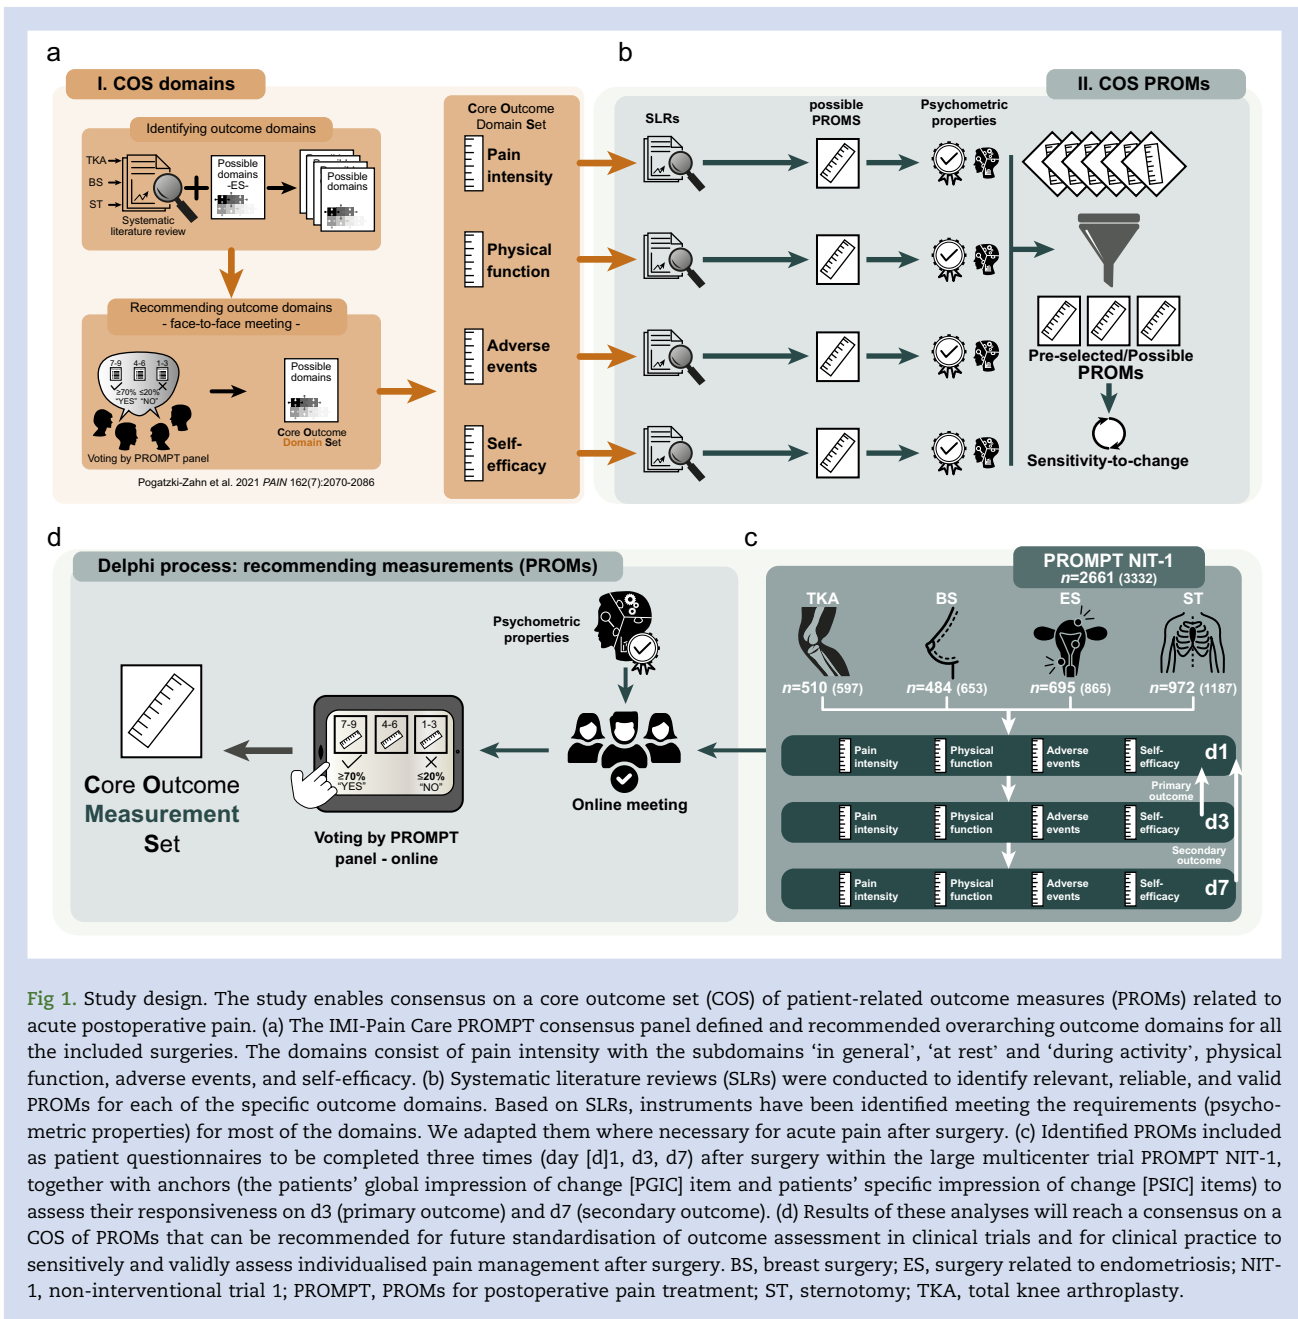 a
I. COS domains
Identifying outcome domains
TKA
BS
ST
Systematic
literature review
Possible
domains
-ES-
Possible
domains
Recommending outcome domains
- face-to-face meeting -
7-9 4-6 1-3
≥70% ≤20%
"YES" "NO"
Voting by PROMPT panel
Possible
domains
Core Outcome
Domain Set
Pogatzki-Zahn et al. 2021 PAIN 162(7):2070-2086
Core Outcome
Domain Set
Pain
intensity
Physical
function
Adverse
events
Self-
efficacy
b
II. COS PROMs
SLRs
possible
PROMS
Psychometric
properties
Pre-selected/Possible
PROMs
Sensitivity-to-change
d
Delphi process: recommending measurements (PROMs)
Psychometric
properties
Online meeting
7-9 4-6 1-3
≥70% ≤20%
"YES" "NO"
Voting by PROMPT
panel - online
Core Outcome
Measurement
Set
c
PROMPT NIT-1
n=2661 (3332)
TKA BS ES ST
n=510 (597) n=484 (653) n=695 (865) n=972 (1187)
Pain
intensity
Physical
function
Adverse
events
Self-
efficacy
d1
Primary
outcome
Pain
intensity
Physical
function
Adverse
events
Self-
efficacy
d3
Secondary
outcome
Pain
intensity
Physical
function
Adverse
events
Self-
efficacy
d7
Fig 1. Study design. The study enables consensus on a core outcome set (COS) of patient-related outcome measures (PROMs) related to
acute postoperative pain. (a) The IMI-Pain Care PROMPT consensus panel defined and recommended overarching outcome domains for all
the included surgeries. The domains consist of pain intensity with the subdomains 'in general', 'at rest' and 'during activity', physical
function, adverse events, and self-efficacy. (b) Systematic literature reviews (SLRs) were conducted to identify relevant, reliable, and valid
PROMs for each of the specific outcome domains. Based on SLRs, instruments have been identified meeting the requirements (psycho-
metric properties) for most of the domains. We adapted them where necessary for acute pain after surgery. (c) Identified PROMs included
as patient questionnaires to be completed three times (day [d]1, d3, d7) after surgery within the large multicenter trial PROMPT NIT-1,
together with anchors (the patients' global impression of change [PGIC] item and patients' specific impression of change [PSIC] items) to
assess their responsiveness on d3 (primary outcome) and d7 (secondary outcome). (d) Results of these analyses will reach a consensus on a
COS of PROMs that can be recommended for future standardisation of outcome assessment in clinical trials and for clinical practice to
sensitively and validly assess individualised pain management after surgery. BS, breast surgery; ES, surgery related to endometriosis; NIT-
1, non-interventional trial 1; PROMPT, PROMs for postoperative pain treatment; ST, sternotomy; TKA, total knee arthroplasty.